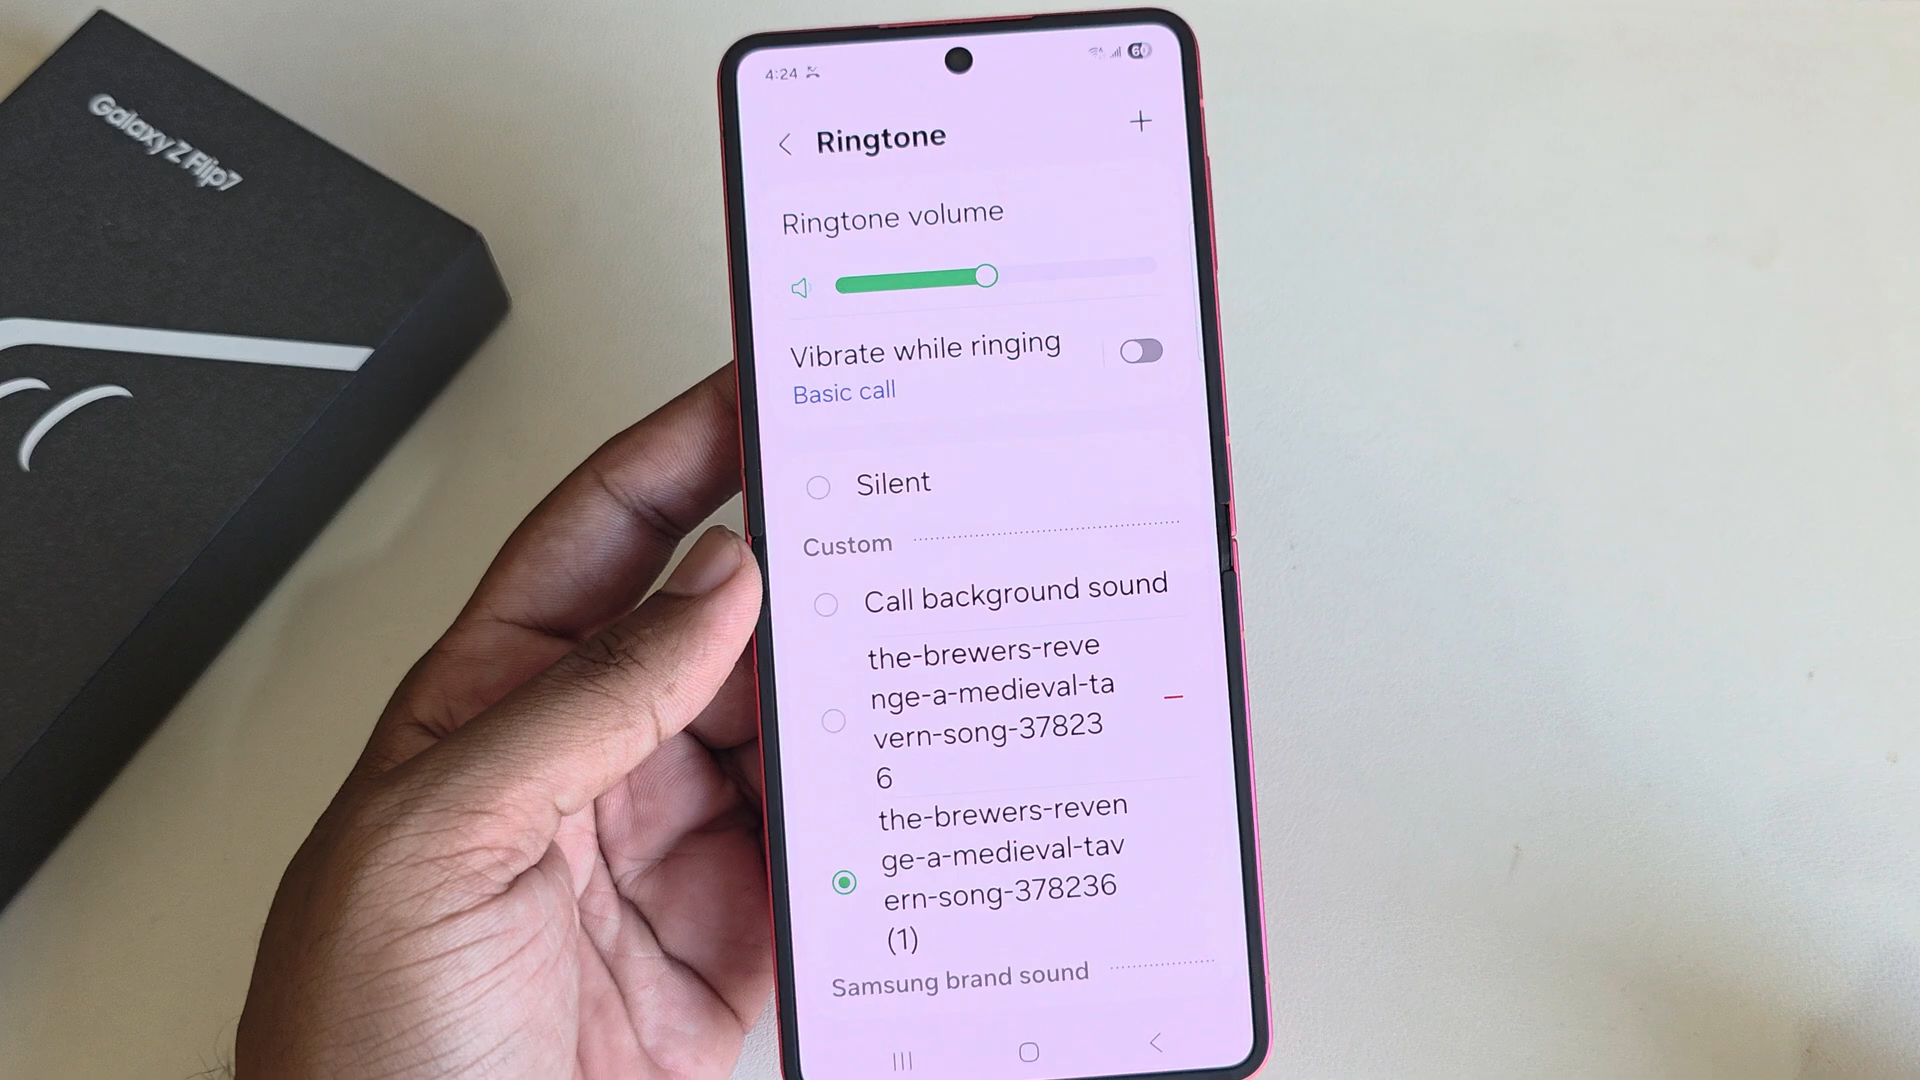 Galaxy Z Flip7
4:24
60
Ringtone
Ringtone volume
Vibrate while ringing
Basic call
Silent
Custom
Call background sound
the-brewers-reve
nge-a-medieval-ta
vern-song-37823
6
the-brewers-reven
ge-a-medieval-tav
ern-song-378236
(1)
Samsung brand sound